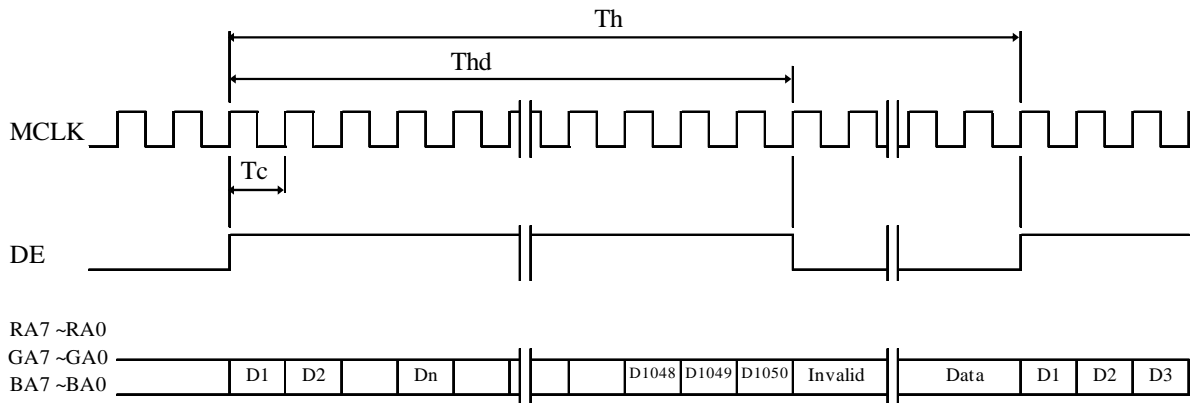 Th
Thd
MCLK
Tc
DE
RA7 ~RA0
GA7 ~GA0
BA7 ~BA0
D1 D2 Dn D1048 D1049 D1050 Invalid Data D1 D2 D3